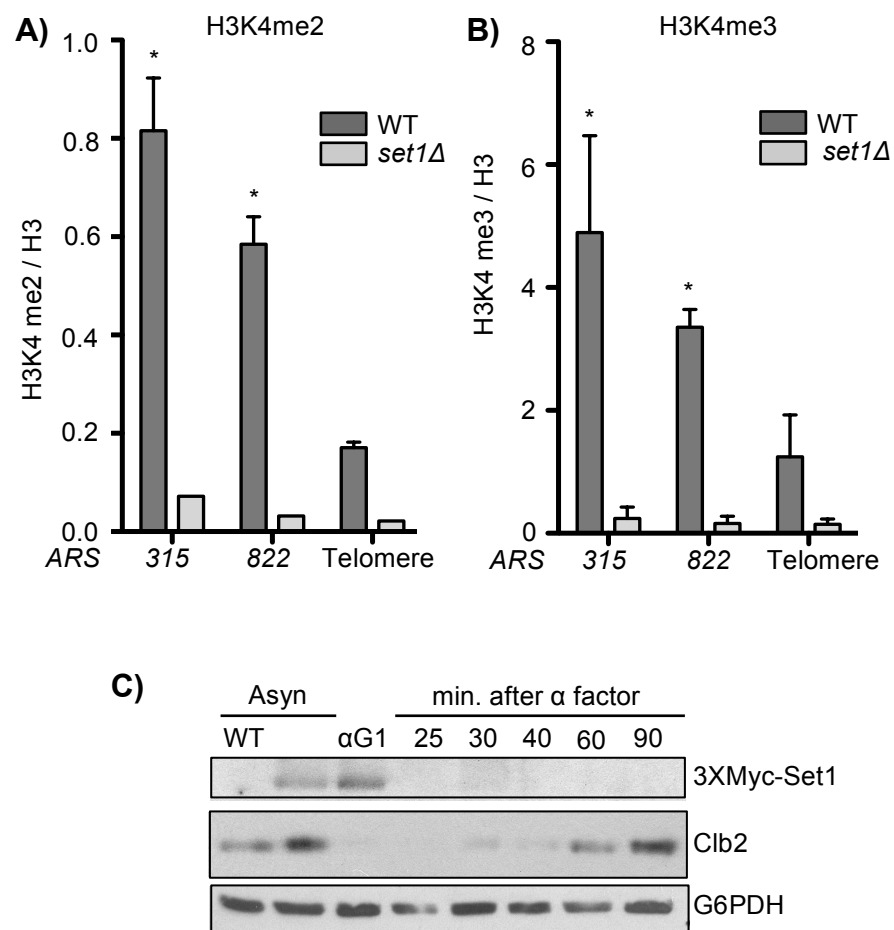 A)
H3K4me2
1.0
0.8
0.6
0.4
0.2
0.0
H3K4 me2 / H3
*
*
WT
set1Δ
ARS 315 822 Telomere
B)
H3K4me3
8
6
4
2
0
H3K4 me3 / H3
*
*
WT
set1Δ
ARS 315 822 Telomere
C)
Asyn min. after α factor
WT αG1 25 30 40 60 90
3XMyc-Set1
Clb2
G6PDH